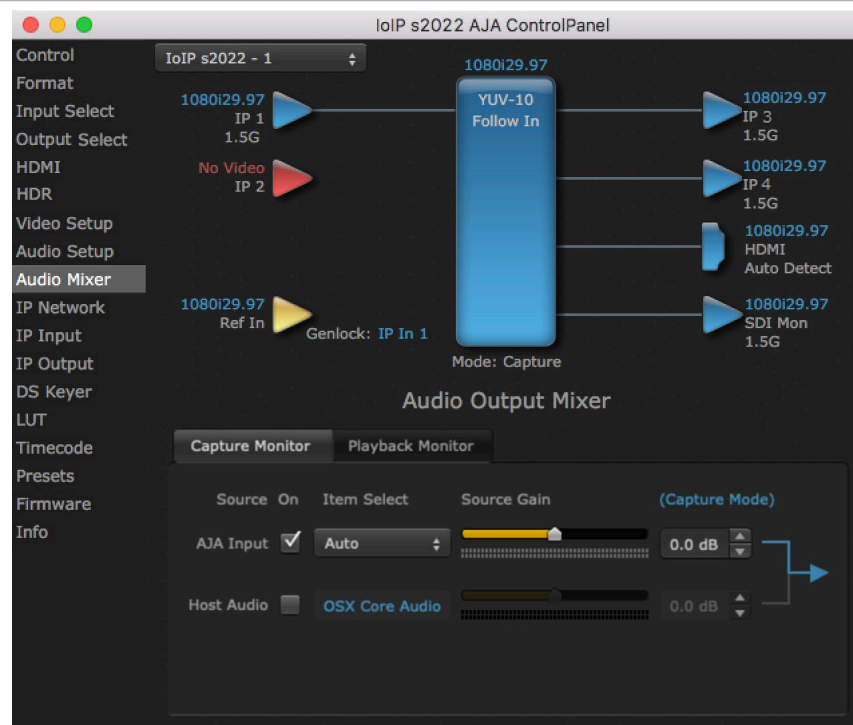 IoIP s2022 AJA ControlPanel
Control
Format
Input Select
Output Select
HDMI
HDR
Video Setup
Audio Setup
Audio Mixer
IP Network
IP Input
IP Output
DS Keyer
LUT
Timecode
Presets
Firmware
Info
IoIP s2022 - 1
1080i29.97
IP 1
1.5G
No Video
IP 2
1080i29.97
Ref In
Genlock: IP In 1
1080i29.97
YUV-10
Follow In
Mode: Capture
1080i29.97
IP 3
1.5G
1080i29.97
IP 4
1.5G
1080i29.97
HDMI
Auto Detect
1080i29.97
SDI Mon
1.5G
Audio Output Mixer
Capture Monitor Playback Monitor
Source On Item Select Source Gain (Capture Mode)
AJA Input Auto 0.0 dB
Host Audio OSX Core Audio 0.0 dB